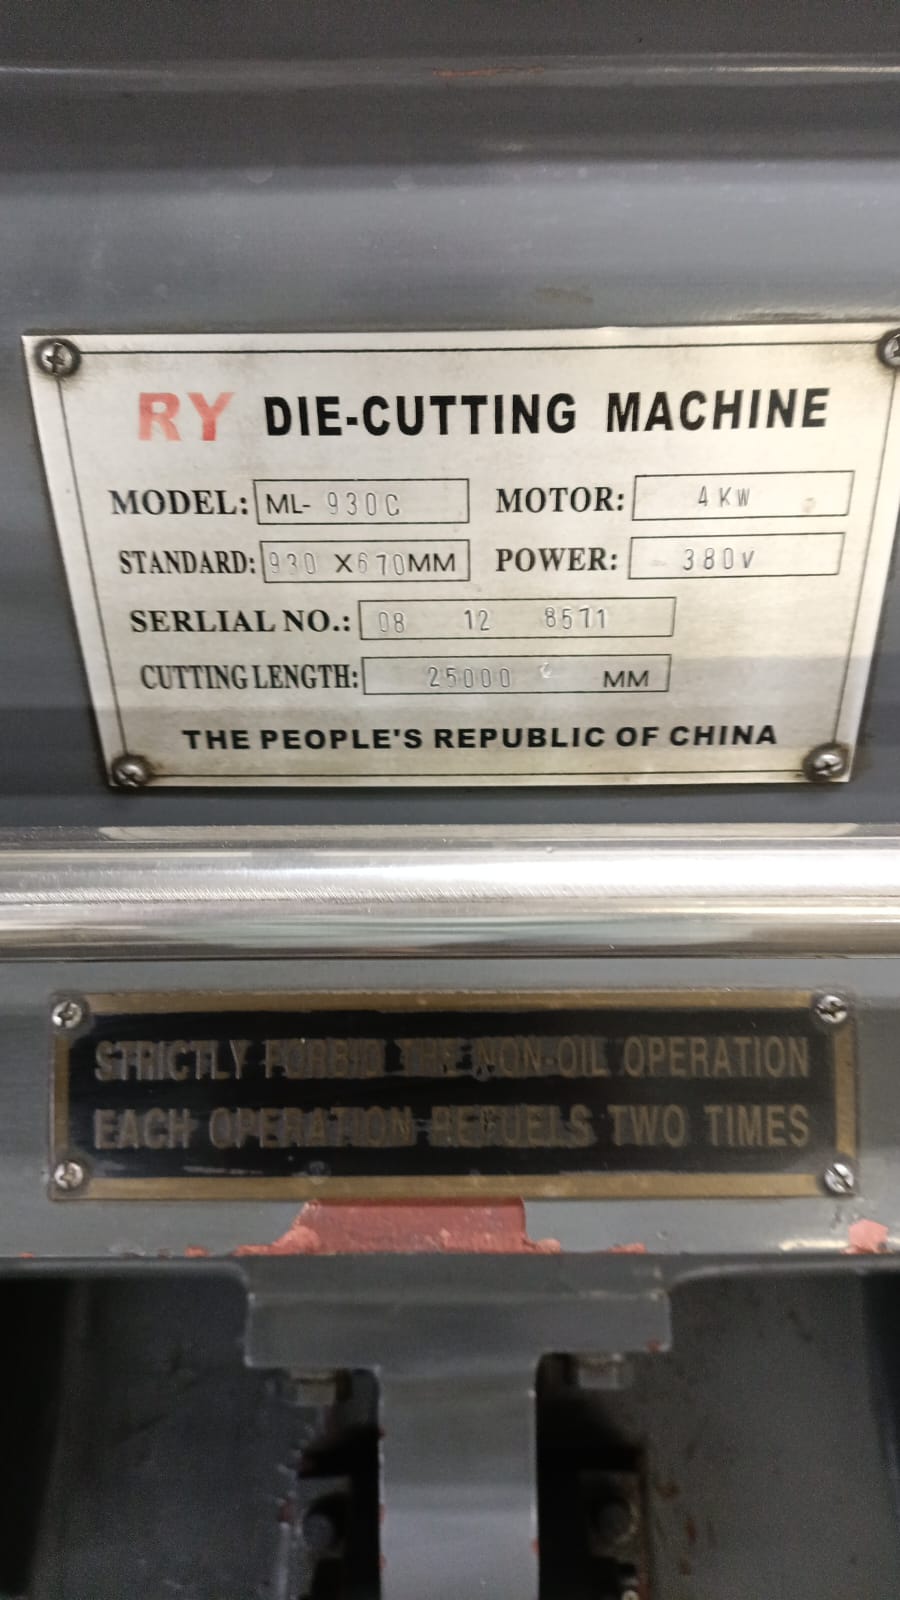 RY DIE-CUTTING MACHINE
MODEL: ML- 930C MOTOR: 4KW
STANDARD: 930 X670MM POWER: 380V
SERLIAL NO.: 08 12 8571
CUTTING LENGTH: 25000 MM
THE PEOPLE'S REPUBLIC OF CHINA
STRICTLY FORBID THE NON-OIL OPERATION
EACH OPERATION REFUELS TWO TIMES